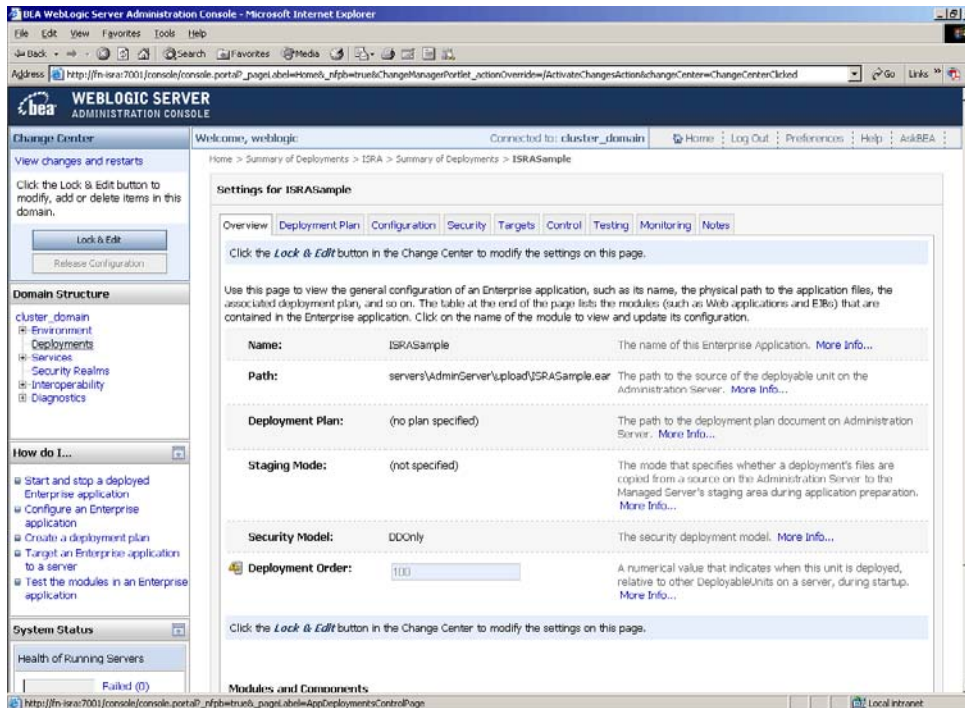 BEA WebLogic Server Administration Console - Microsoft Internet Explorer
File Edit View Favorites Tools Help
Back Search Favorites Media
Address http://fn-isra:7001/console/console.portal?_pageLabel=Home&_nfpb=true&ChangeManagerPortlet_actionOverride=/ActivateChangesAction&changeCenter=ChangeCenterClicked Go Links »
bea WEBLOGIC SERVER
ADMINISTRATION CONSOLE
Change Center
View changes and restarts
Click the Lock & Edit button to
modify, add or delete items in this
domain.
Lock & Edit
Release Configuration
Domain Structure
cluster_domain
Environment
Deployments
Services
Security Realms
Interoperability
Diagnostics
How do I...
Start and stop a deployed
Enterprise application
Configure an Enterprise
application
Create a deployment plan
Target an Enterprise application
to a server
Test the modules in an Enterprise
application
System Status
Health of Running Servers
Failed (0)
Welcome, weblogic Connected to: cluster_domain Home Log Out Preferences Help AskBEA
Home > Summary of Deployments > ISRA > Summary of Deployments > ISRASample
Settings for ISRASample
Overview Deployment Plan Configuration Security Targets Control Testing Monitoring Notes
Click the Lock & Edit button in the Change Center to modify the settings on this page.
Use this page to view the general configuration of an Enterprise application, such as its name, the physical path to the application files, the
associated deployment plan, and so on. The table at the end of the page lists the modules (such as Web applications and EJBs) that are
contained in the Enterprise application. Click on the name of the module to view and update its configuration.
Name: ISRASample The name of this Enterprise Application. More Info...
Path: servers\AdminServer\upload\ISRASample.ear The path to the source of the deployable unit on the
Administration Server. More Info...
Deployment Plan: (no plan specified) The path to the deployment plan document on Administration
Server. More Info...
Staging Mode: (not specified) The mode that specifies whether a deployment's files are
copied from a source on the Administration Server to the
Managed Server's staging area during application preparation.
More Info...
Security Model: DDOnly The security deployment model. More Info...
Deployment Order: 100 A numerical value that indicates when this unit is deployed,
relative to other DeployableUnits on a server, during startup.
More Info...
Click the Lock & Edit button in the Change Center to modify the settings on this page.
Modules and Components
http://fn-isra:7001/console/console.portal?_nfpb=true&_pageLabel=AppDeploymentsControlPage Local intranet